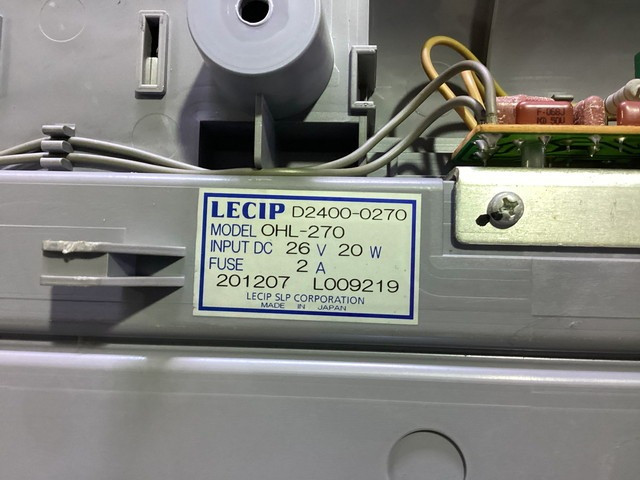 LECIP D2400-0270
MODEL OHL-270
INPUT DC 26 V 20 W
FUSE 2 A
201207 L009219
LECIP SLP CORPORATION
MADE IN JAPAN